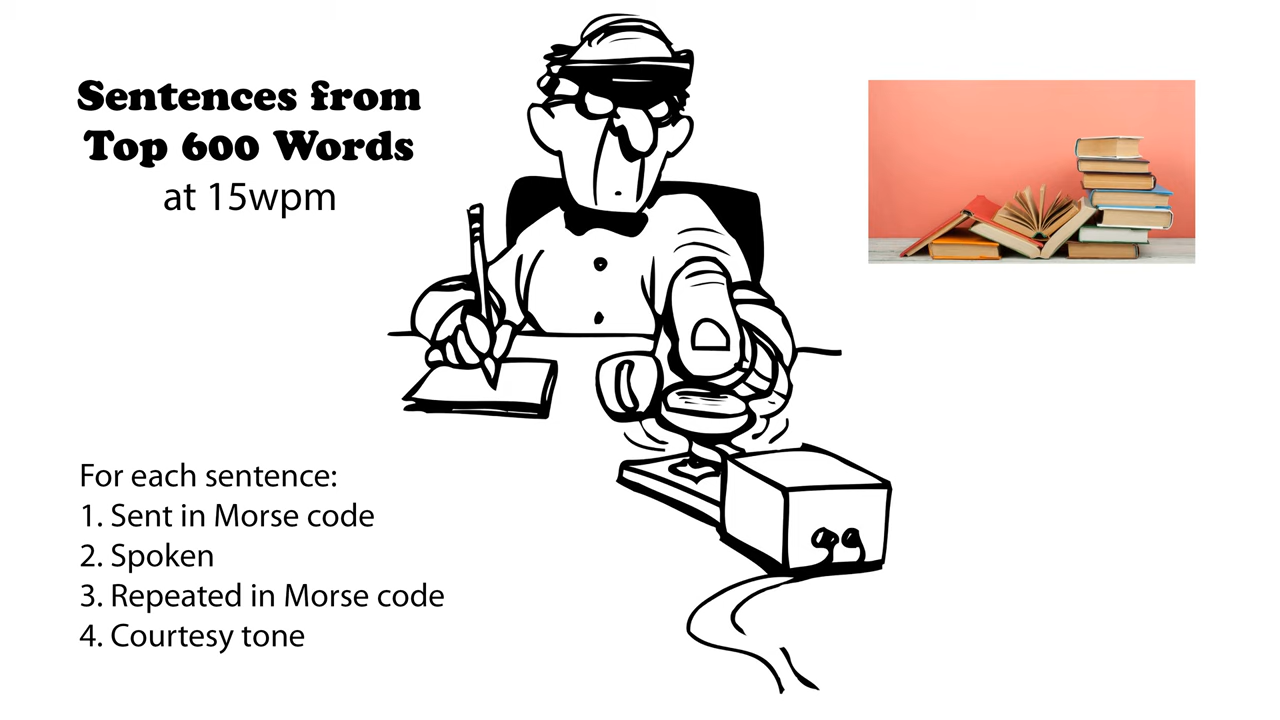 Sentences from
Top 600 Words
at 15wpm
For each sentence:
1. Sent in Morse code
2. Spoken
3. Repeated in Morse code
4. Courtesy tone